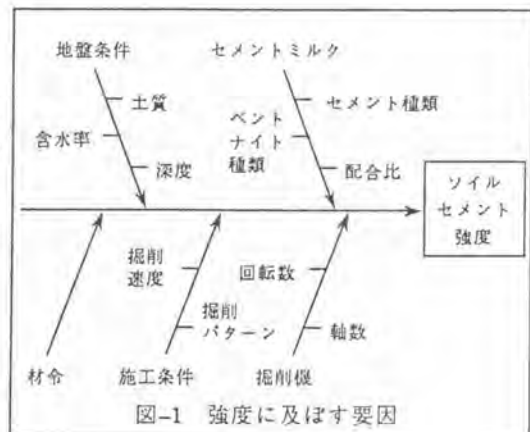 地盤条件
セメントミルク
土質
セメント種類
含水率
ベント
ナイト
種類
深度
配合比
ソイル
セメント
強度
掘削
速度
回転数
掘削
パターン
軸数
材令
施工条件
掘削機
図-1 強度に及ぼす要因